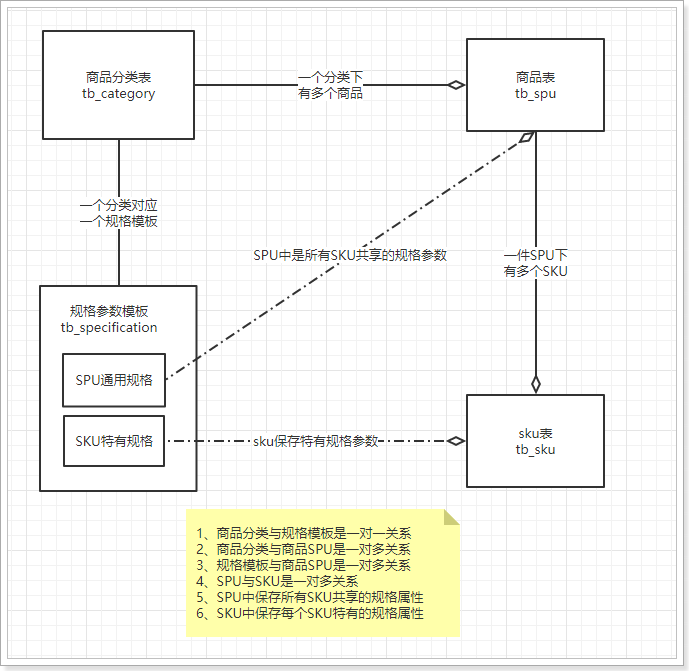 商品分类表
tb_category
一个分类下
有多个商品
商品表
tb_spu
一个分类对应
一个规格模板
SPU中是所有SKU共享的规格参数
一件SPU下
有多个SKU
规格参数模板
tb_specification
SPU通用规格
SKU特有规格
sku保存特有规格参数
sku表
tb_sku
1、商品分类与规格模板是一对一关系
2、商品分类与商品SPU是一对多关系
3、规格模板与商品SPU是一对多关系
4、SPU与SKU是一对多关系
5、SPU中保存所有SKU共享的规格属性
6、SKU中保存每个SKU特有的规格属性